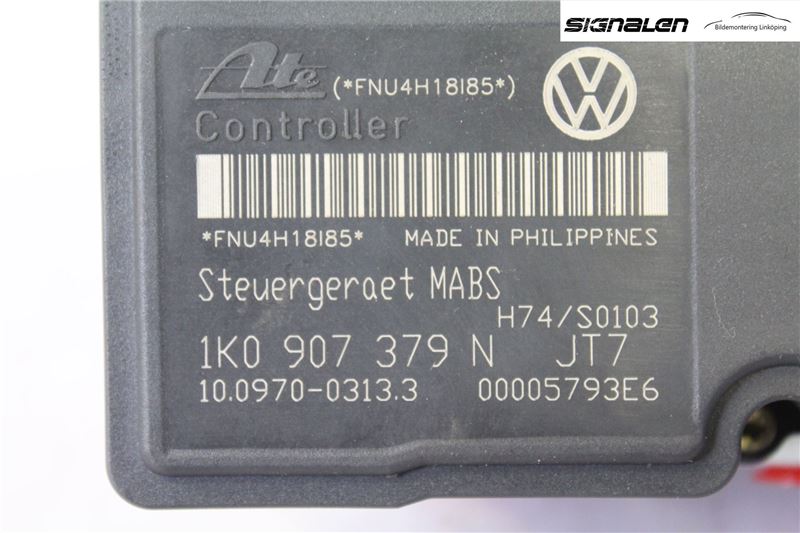 SIGNALEN
Bildemontering Linköping
Ate
(*FNU4H18I85*)
Controller
*FNU4H18I85* MADE IN PHILIPPINES
Steuergeraet MABS
H74/S0103
1K0 907 379 N JT7
10.0970-0313.3 00005793E6